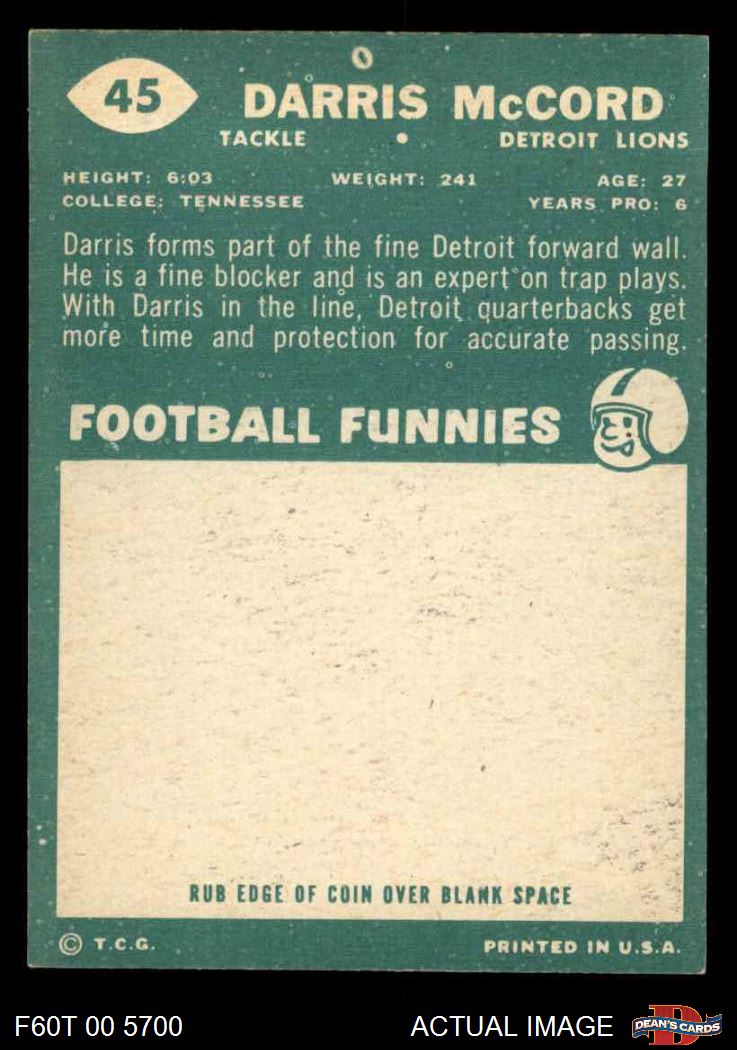 45
DARRIS McCORD
TACKLE • DETROIT LIONS
HEIGHT: 6:03 WEIGHT: 241 AGE: 27
COLLEGE: TENNESSEE YEARS PRO: 6
Darris forms part of the fine Detroit forward wall.
He is a fine blocker and is an expert on trap plays.
With Darris in the line, Detroit quarterbacks get
more time and protection for accurate passing.
FOOTBALL FUNNIES
RUB EDGE OF COIN OVER BLANK SPACE
© T.C.G. PRINTED IN U.S.A.
F60T 00 5700 ACTUAL IMAGE D DEAN'S CARDS